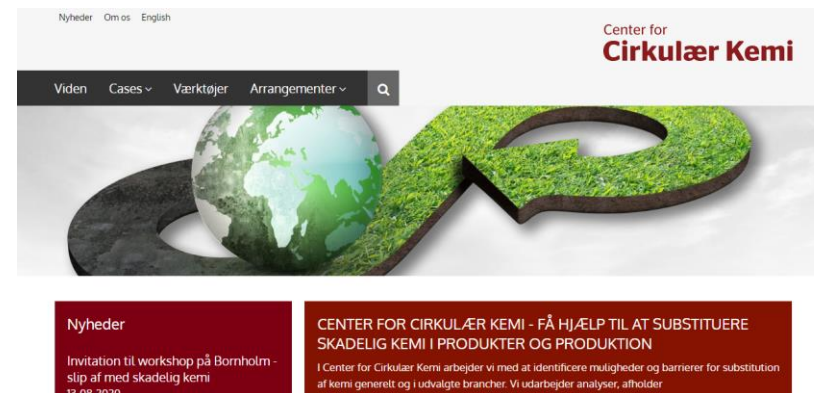 Nyheder Om os English
Center for
Cirkulær Kemi
Viden Cases Værktøjer Arrangementer
Nyheder
Invitation til workshop på Bornholm -
slip af med skadelig kemi
13.08.2020
CENTER FOR CIRKULÆR KEMI - FÅ HJÆLP TIL AT SUBSTITUERE
SKADELIG KEMI I PRODUKTER OG PRODUKTION
I Center for Cirkulær Kemi arbejder vi med at identificere muligheder og barrierer for substitution
af kemi generelt og i udvalgte brancher. Vi udarbejder analyser, afholder